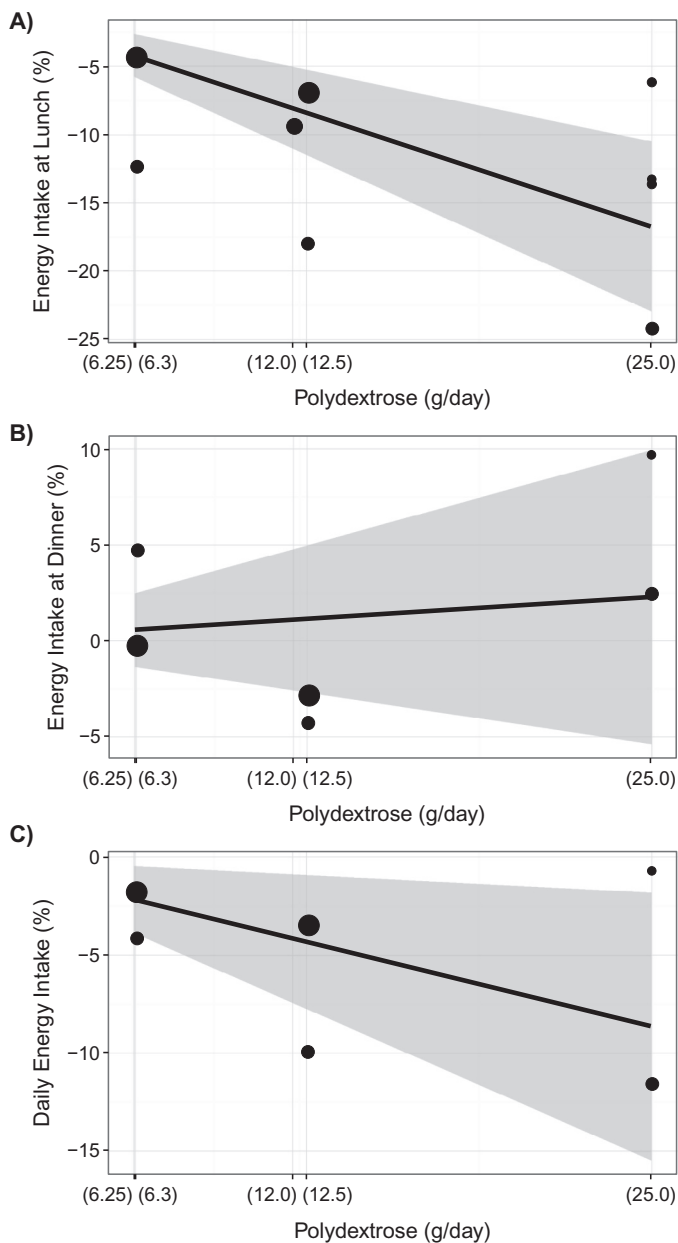 A)
Energy Intake at Lunch (%)
−5
−10
−15
−20
−25
(6.25) (6.3) (12.0) (12.5) (25.0)
Polydextrose (g/day)
B)
Energy Intake at Dinner (%)
10
5
0
−5
(6.25) (6.3) (12.0) (12.5) (25.0)
Polydextrose (g/day)
C)
Daily Energy Intake (%)
0
−5
−10
−15
(6.25) (6.3) (12.0) (12.5) (25.0)
Polydextrose (g/day)